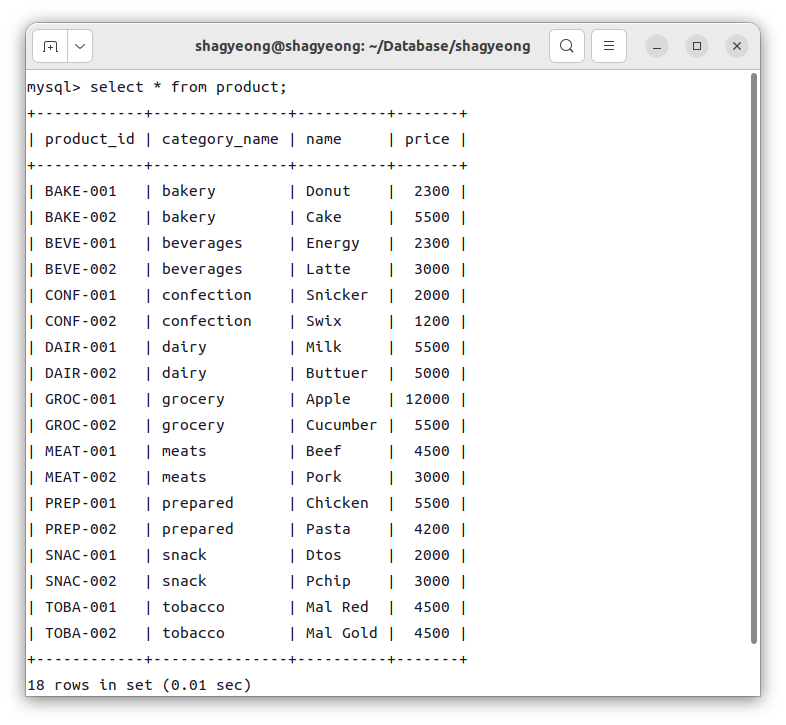 shagyeong@shagyeong: ~/Database/shagyeong
mysql> select * from product;
+------------+---------------+----------+-------+
| product_id | category_name | name     | price |
+------------+---------------+----------+-------+
| BAKE-001   | bakery        | Donut    |  2300 |
| BAKE-002   | bakery        | Cake     |  5500 |
| BEVE-001   | beverages     | Energy   |  2300 |
| BEVE-002   | beverages     | Latte    |  3000 |
| CONF-001   | confection    | Snicker  |  2000 |
| CONF-002   | confection    | Swix     |  1200 |
| DAIR-001   | dairy         | Milk     |  5500 |
| DAIR-002   | dairy         | Buttuer  |  5000 |
| GROC-001   | grocery       | Apple    | 12000 |
| GROC-002   | grocery       | Cucumber |  5500 |
| MEAT-001   | meats         | Beef     |  4500 |
| MEAT-002   | meats         | Pork     |  3000 |
| PREP-001   | prepared      | Chicken  |  5500 |
| PREP-002   | prepared      | Pasta    |  4200 |
| SNAC-001   | snack         | Dtos     |  2000 |
| SNAC-002   | snack         | Pchip    |  3000 |
| TOBA-001   | tobacco       | Mal Red  |  4500 |
| TOBA-002   | tobacco       | Mal Gold |  4500 |
+------------+---------------+----------+-------+
18 rows in set (0.01 sec)